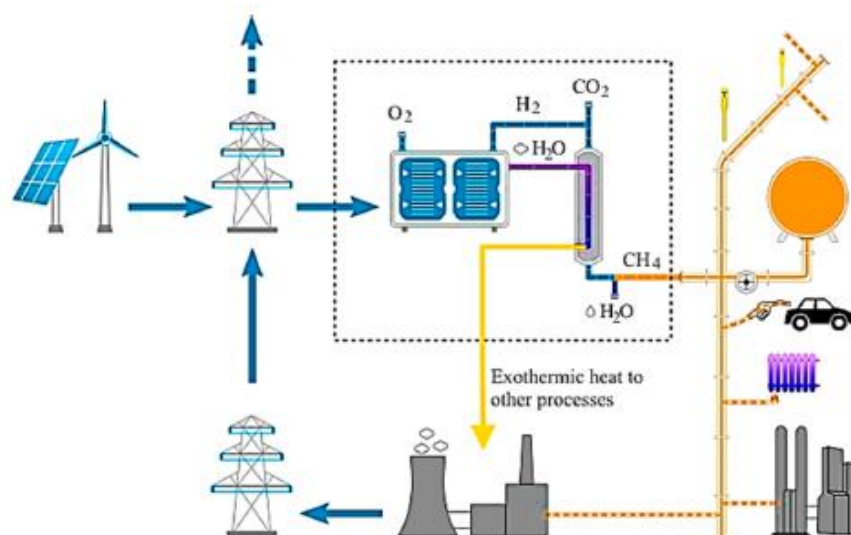 CO₂
H₂
O₂
H₂O
CH₄
H₂O
Exothermic heat to
other processes